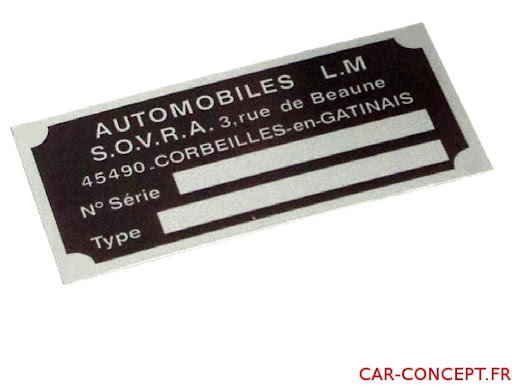 AUTOMOBILES L.M
S.O.V.R.A. 3,rue de Beaune
45490-CORBEILLES-en-GATINAIS
N° Série
Type
CAR-CONCEPT.FR